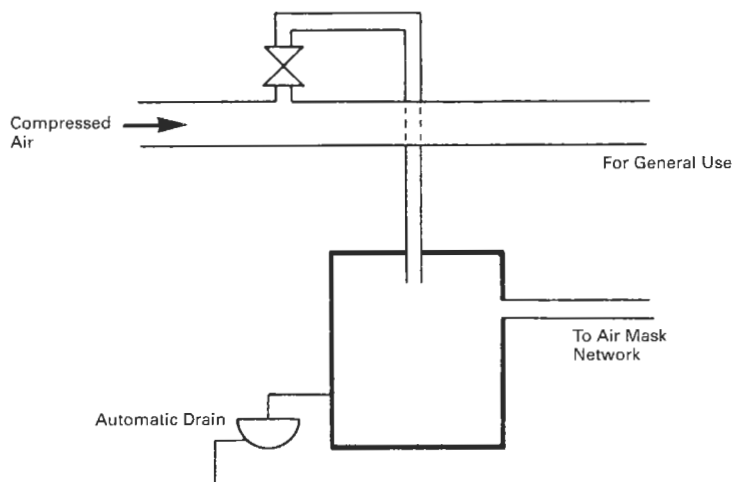 Compressed
Air
For General Use
To Air Mask
Network
Automatic Drain